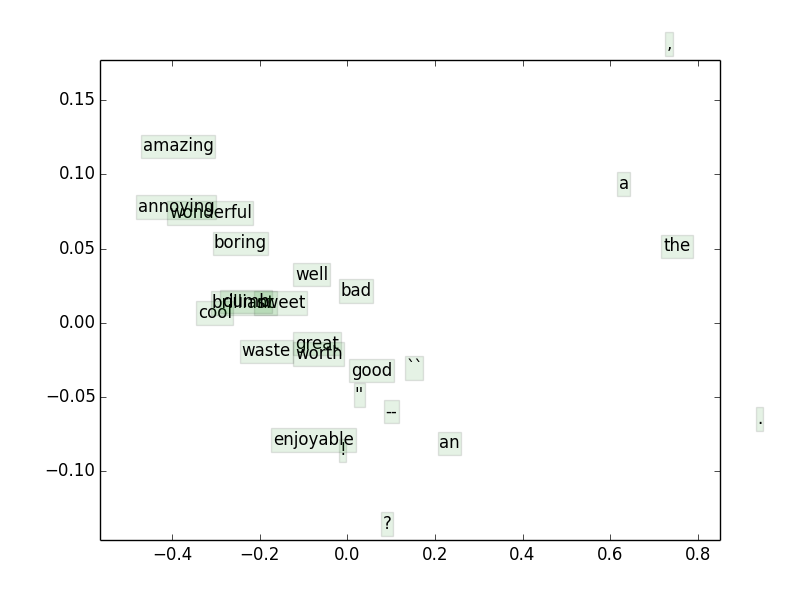 ,
0.15
amazing
0.10
a
annoying
wonderful
boring
the
0.05
well
bad
brilliant
dumb
sweet
cool
0.00
great
waste
worth
good
``
"
−0.05
--
.
enjoyable
!
an
−0.10
?
−0.4
−0.2
0.0
0.2
0.4
0.6
0.8